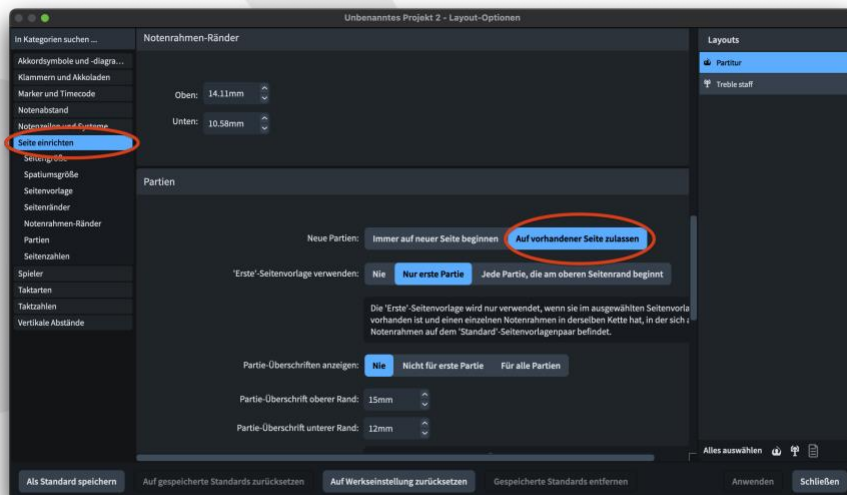 Unbenanntes Projekt 2 - Layout-Optionen
In Kategorien suchen ...
Akkordsymbole und -diagra...
Klammern und Akkoladen
Marker und Timecode
Notenabstand
Notenzeilen und Systeme
Seite einrichten
Seitengröße
Spatiumsgröße
Seitenvorlage
Seitenränder
Notenrahmen-Ränder
Partien
Seitenzahlen
Spieler
Taktarten
Taktzahlen
Vertikale Abstände
Notenrahmen-Ränder
Oben: 14.11mm
Unten: 10.58mm
Partien
Neue Partien: Immer auf neuer Seite beginnen Auf vorhandener Seite zulassen
'Erste'-Seitenvorlage verwenden: Nie Nur erste Partie Jede Partie, die am oberen Seitenrand beginnt
Die 'Erste'-Seitenvorlage wird nur verwendet, wenn sie im ausgewählten Seitenvorla
vorhanden ist und einen einzelnen Notenrahmen in derselben Kette hat, in der sich
Notenrahmen auf dem 'Standard'-Seitenvorlagenpaar befindet.
Partie-Überschriften anzeigen: Nie Nicht für erste Partie Für alle Partien
Partie-Überschrift oberer Rand: 15mm
Partie-Überschrift unterer Rand: 12mm
Layouts
Partitur
Treble staff
Alles auswählen
Als Standard speichern Auf gespeicherte Standards zurücksetzen Auf Werkseinstellung zurücksetzen Gespeicherte Standards entfernen Anwenden Schließen